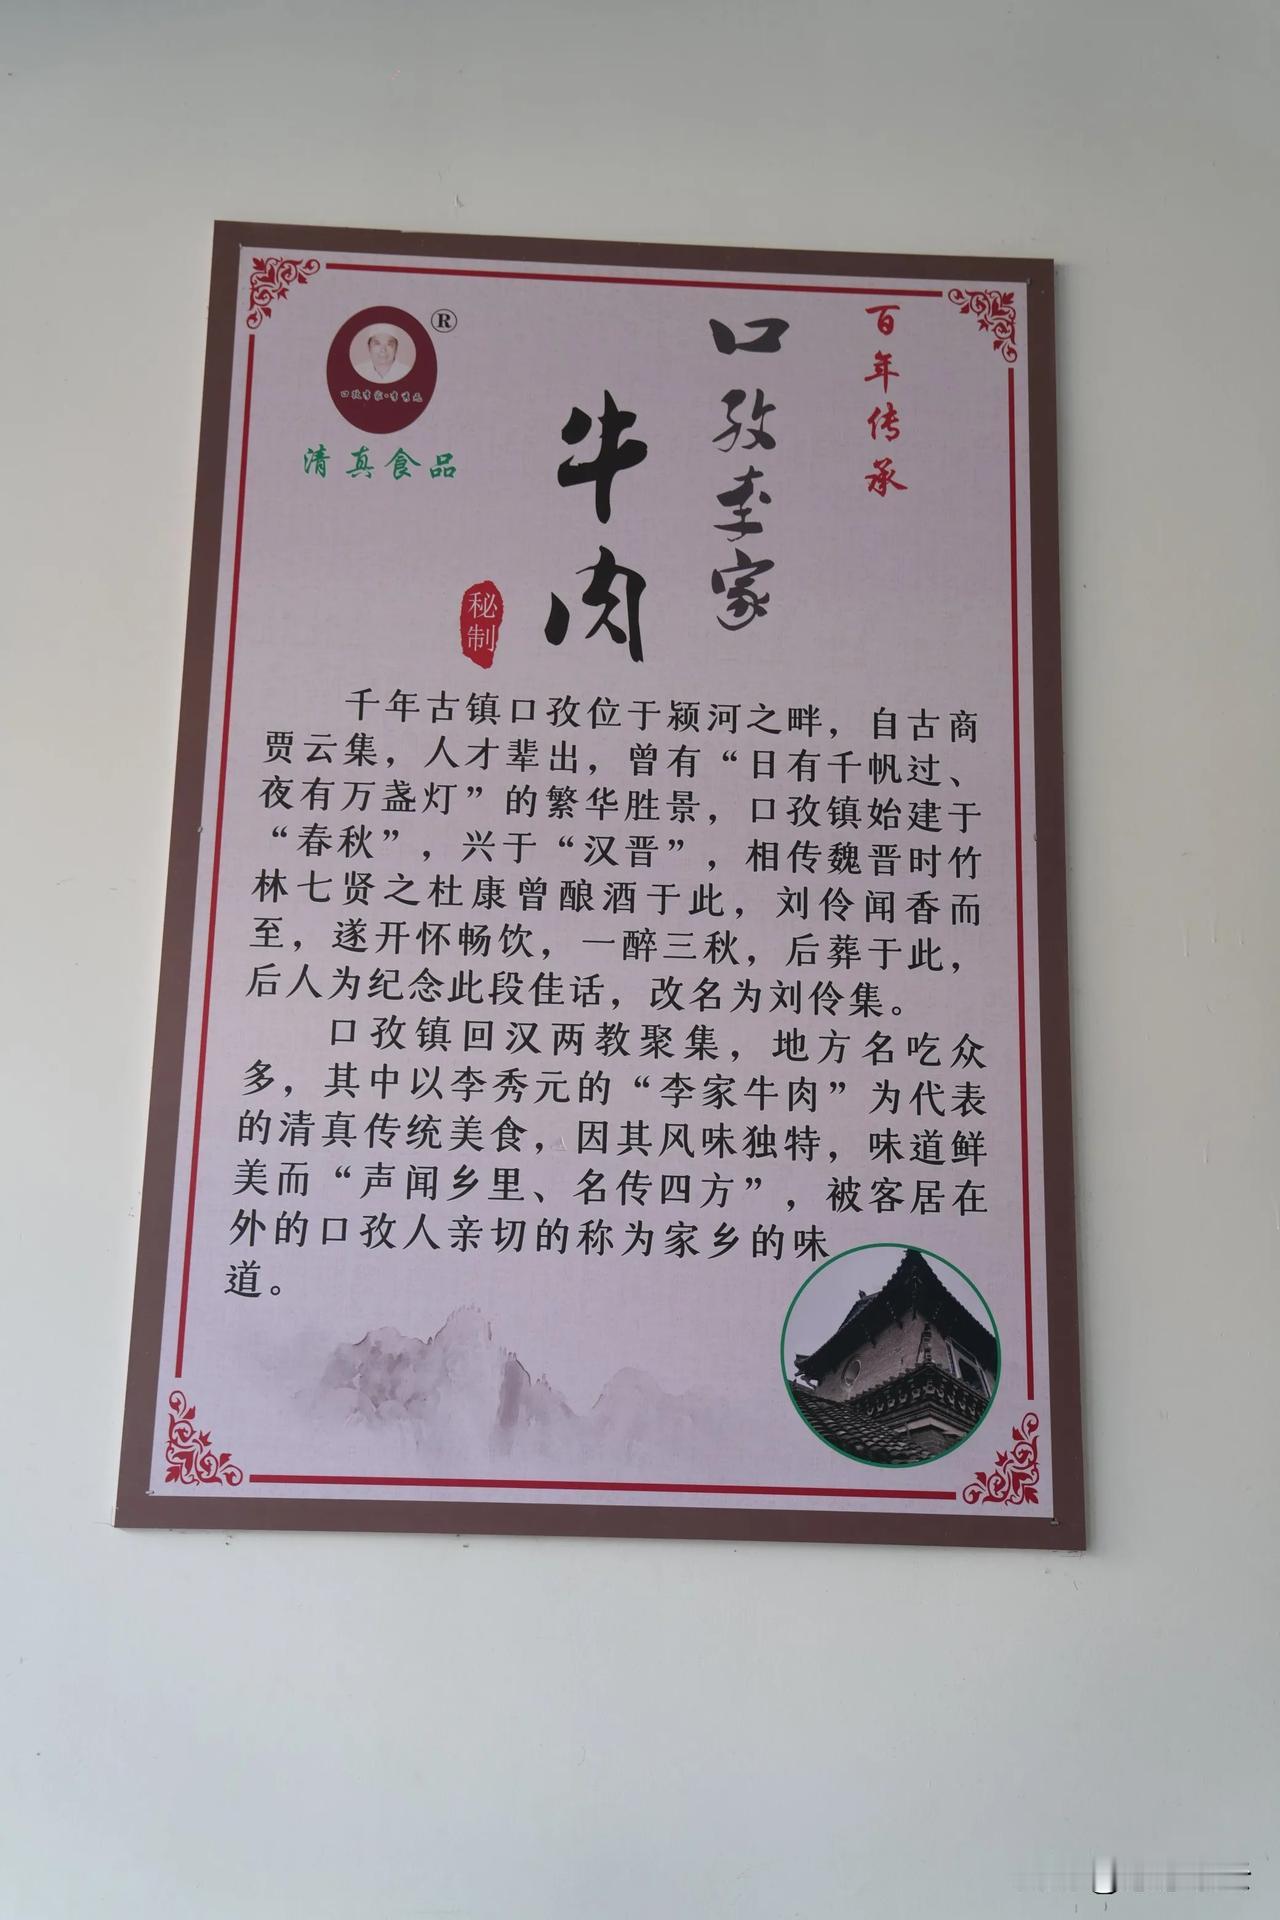 百年传承
口孜李家
牛肉
秘制
®
口孜李家·李秀元
清真食品
千年古镇口孜位于颍河之畔，自古商
贾云集，人才辈出，曾有“日有千帆过、
夜有万盏灯”的繁华胜景，口孜镇始建于
“春秋”，兴于“汉晋”，相传魏晋时竹
林七贤之杜康曾酿酒于此，刘伶闻香而
至，遂开怀畅饮，一醉三秋，后葬于此，
后人为纪念此段佳话，改名为刘伶集。
口孜镇回汉两教聚集，地方名吃众
多，其中以李秀元的“李家牛肉”为代表
的清真传统美食，因其风味独特，味道鲜
美而“声闻乡里、名传四方”，被客居在
外的口孜人亲切的称为家乡的味
道。